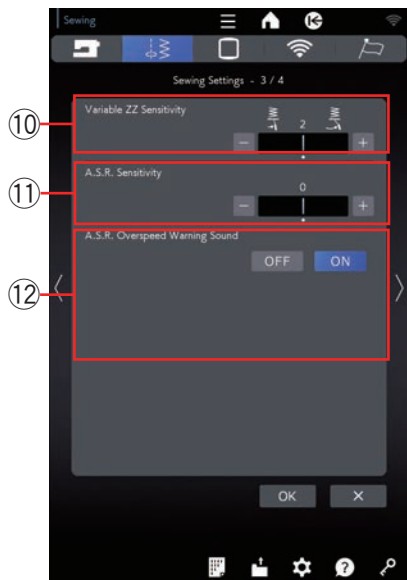 Sewing
Sewing Settings - 3 / 4
⑩
Variable ZZ Sensitivity
2
− +
⑪
A.S.R. Sensitivity
0
− +
⑫
A.S.R. Overspeed Warning Sound
OFF ON
OK ×
?